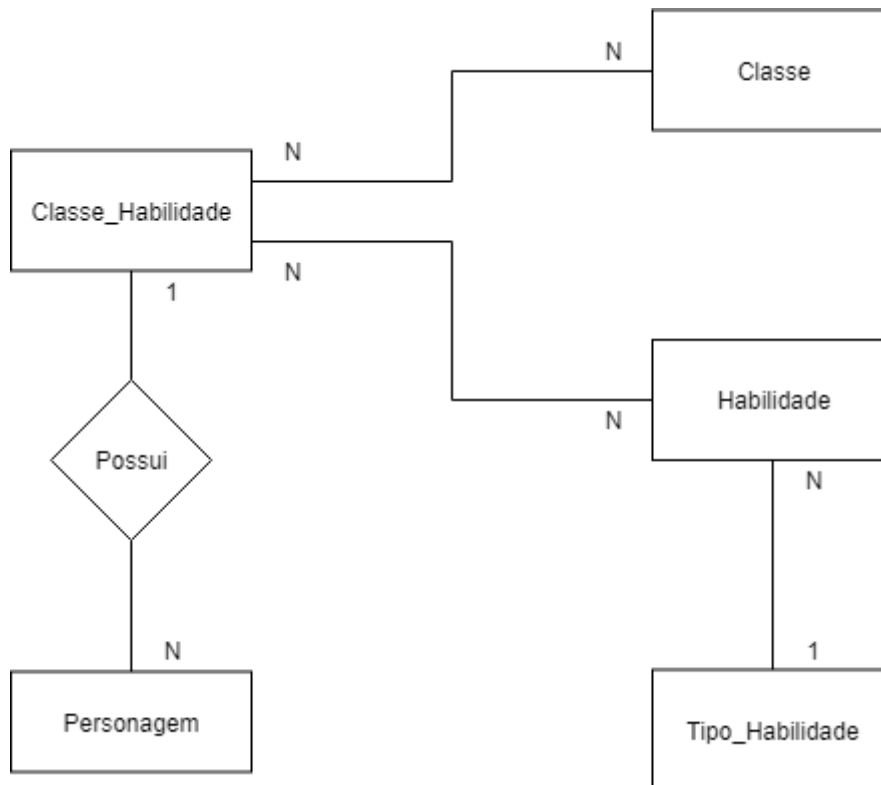 N
Classe
N
Classe_Habilidade
N
1
Habilidade
N
Possui
N
N
1
Personagem
Tipo_Habilidade